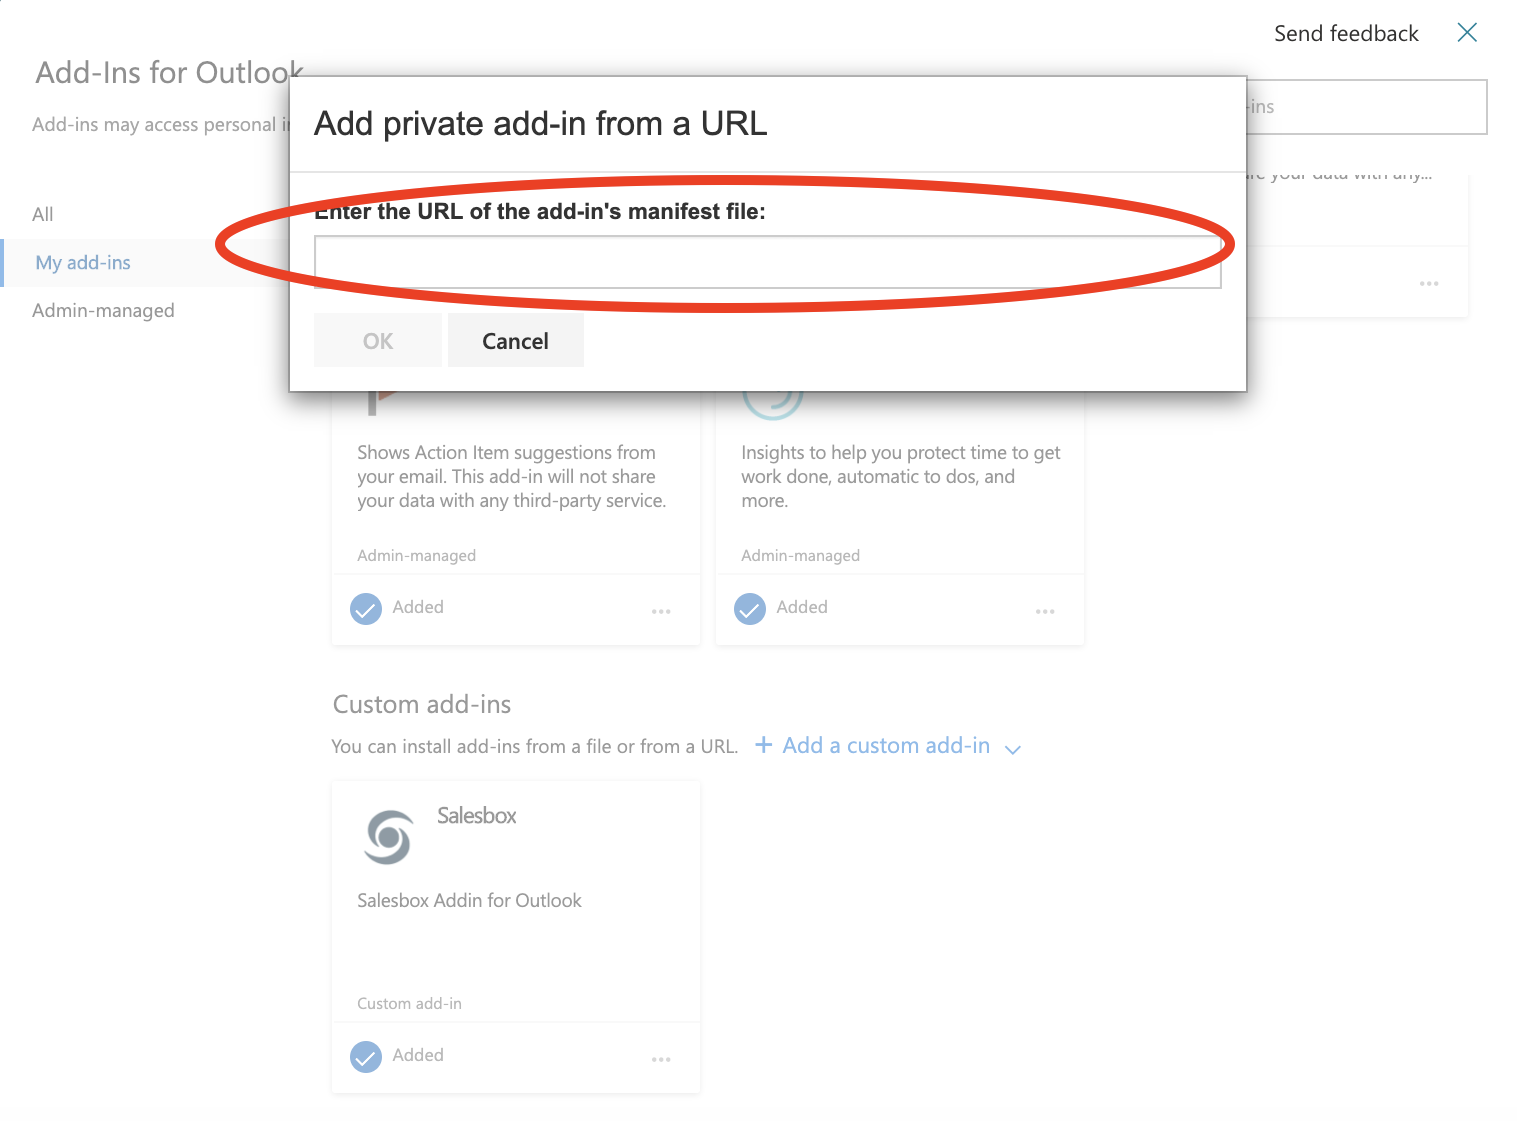 Send feedback
Add-Ins for Outlook
Add-ins may access personal
-ins
Add private add-in from a URL
Enter the URL of the add-in's manifest file:
OK
Cancel
your data with any...
All
My add-ins
Admin-managed
Shows Action Item suggestions from
your email. This add-in will not share
your data with any third-party service.
Admin-managed
Added
Insights to help you protect time to get
work done, automatic to dos, and
more.
Admin-managed
Added
Custom add-ins
You can install add-ins from a file or from a URL.
+ Add a custom add-in
Salesbox
Salesbox Addin for Outlook
Custom add-in
Added